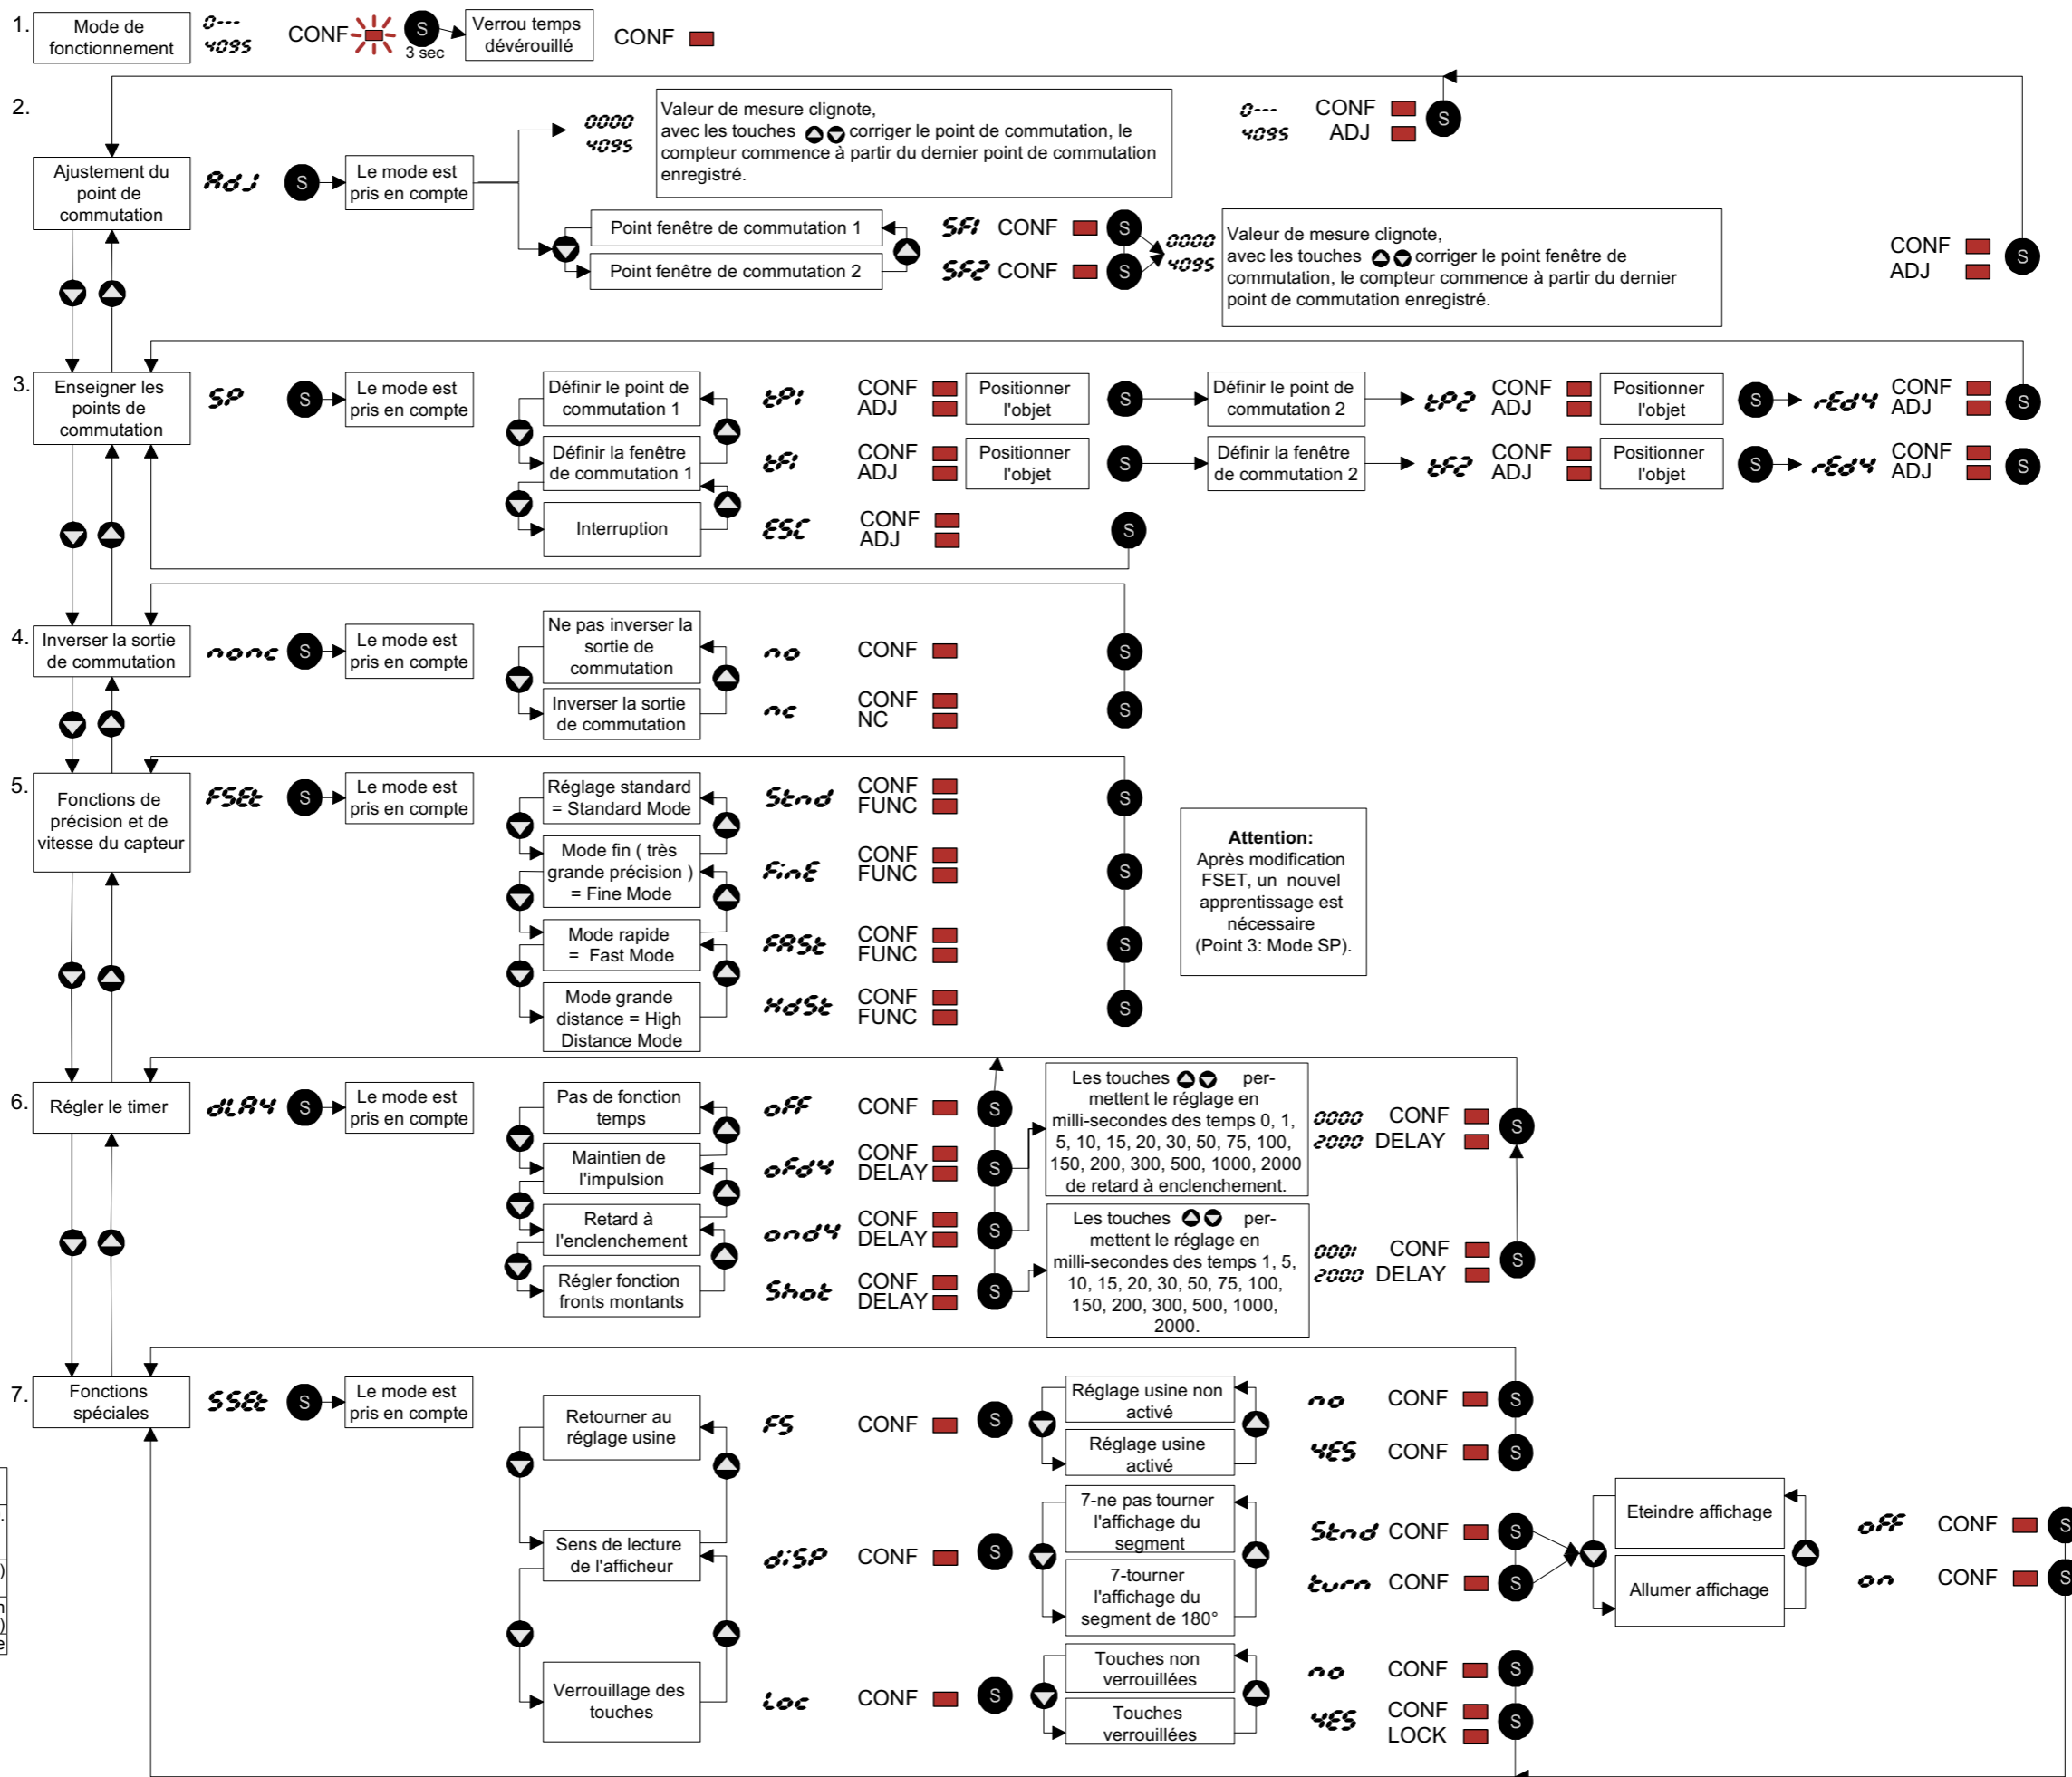 1.
Mode de
fonctionnement
0---
4095
CONF
S
3 sec
Verrou temps
dévérouillé
CONF
2.
Ajustement du
point de
commutation
AdJ
S
Le mode est
pris en compte
0000
4095
Valeur de mesure clignote,
avec les touches corriger le point de commutation, le
compteur commence à partir du dernier point de commutation
enregistré.
0---
4095
CONF
ADJ
S
Point fenêtre de commutation 1
SF1 CONF
S
Point fenêtre de commutation 2
SF2 CONF
S
0000
4095
Valeur de mesure clignote,
avec les touches corriger le point fenêtre de
commutation, le compteur commence à partir du dernier
point de commutation enregistré.
CONF
ADJ
S
3.
Enseigner les
points de
commutation
SP
S
Le mode est
pris en compte
Définir le point de
commutation 1
tP1
CONF
ADJ
Positionner
l'objet
S
Définir le point de
commutation 2
tP2
CONF
ADJ
Positionner
l'objet
S
rEdY
CONF
ADJ
S
Définir la fenêtre
de commutation 1
tF1
CONF
ADJ
Positionner
l'objet
S
Définir la fenêtre
de commutation 2
tF2
CONF
ADJ
Positionner
l'objet
S
rEdY
CONF
ADJ
S
Interruption
ESC
CONF
ADJ
S
4.
Inverser la sortie
de commutation
nonc
S
Le mode est
pris en compte
Ne pas inverser la
sortie de
commutation
no
CONF
S
Inverser la sortie
de commutation
nc
CONF
NC
S
5.
Fonctions de
précision et de
vitesse du capteur
FSEt
S
Le mode est
pris en compte
Réglage standard
= Standard Mode
Stnd
CONF
FUNC
S
Mode fin ( très
grande précision )
= Fine Mode
FinE
CONF
FUNC
S
Mode rapide
= Fast Mode
FASt
CONF
FUNC
S
Mode grande
distance = High
Distance Mode
HdSt
CONF
FUNC
S
Attention:
Après modification
FSET, un nouvel
apprentissage est
nécessaire
(Point 3: Mode SP).
6.
Régler le timer
dLAY
S
Le mode est
pris en compte
Pas de fonction
temps
oFF
CONF
S
Maintien de
l'impulsion
oFdY
CONF
DELAY
S
Retard à
l'enclenchement
ondY
CONF
DELAY
S
Régler fonction
fronts montants
Shot
CONF
DELAY
S
Les touches per-
mettent le réglage en
milli-secondes des temps 0, 1,
5, 10, 15, 20, 30, 50, 75, 100,
150, 200, 300, 500, 1000, 2000
de retard à enclenchement.
0000 CONF
2000 DELAY
S
Les touches per-
mettent le réglage en
milli-secondes des temps 1, 5,
10, 15, 20, 30, 50, 75, 100,
150, 200, 300, 500, 1000,
2000.
0001 CONF
2000 DELAY
S
7.
Fonctions
spéciales
SSEt
S
Le mode est
pris en compte
Retourner au
réglage usine
FS
CONF
S
Réglage usine non
activé
no
CONF
S
Réglage usine
activé
YES
CONF
S
Sens de lecture
de l'afficheur
diSP
CONF
S
7-ne pas tourner
l'affichage du
segment
Stnd CONF
S
7-tourner
l'affichage du
segment de 180°
turn CONF
S
Eteindre affichage
oFF
CONF
S
Allumer affichage
on
CONF
S
Verrouillage des
touches
Loc
CONF
S
Touches non
verrouillées
no
CONF
S
Touches
verrouillées
YES
CONF
LOCK
S